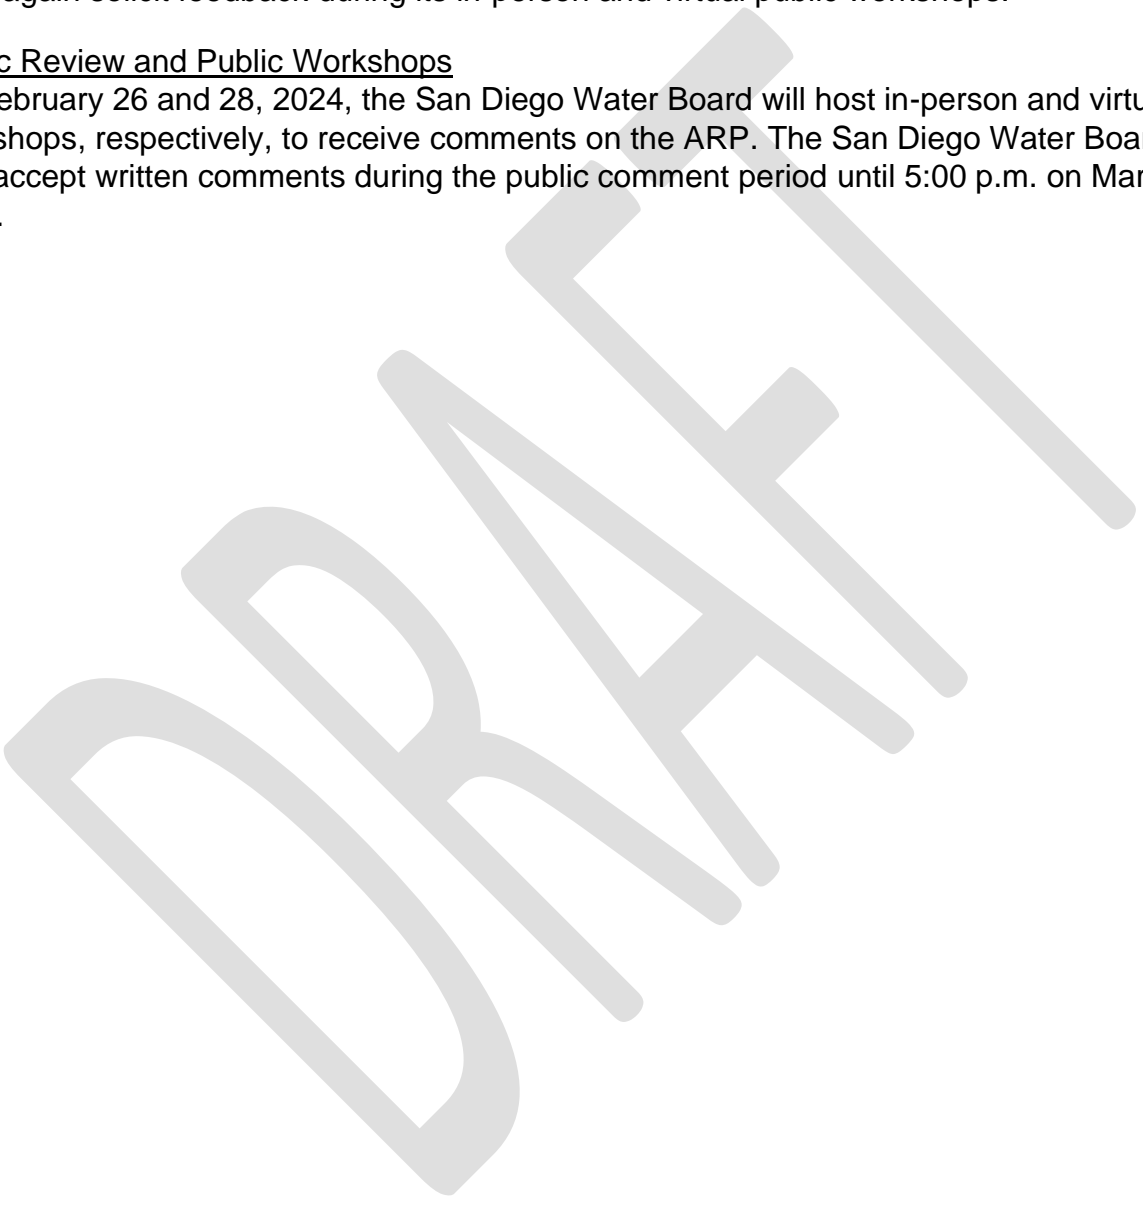 again solicit feedback during its in-person and virtual public workshops.
c Review and Public Workshops
ebruary 26 and 28, 2024, the San Diego Water Board will host in-person and virtu
shops, respectively, to receive comments on the ARP. The San Diego Water Boar
accept written comments during the public comment period until 5:00 p.m. on Mar
.
DRAFT